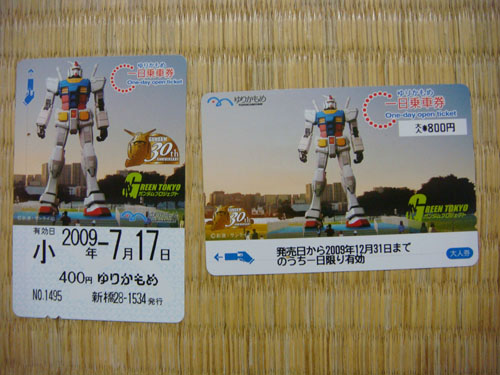 ゆりかもめ
一日乗車券
One-day open ticket
30th
GREEN TOKYO
ガンダムプロジェクト
有効日
小 2009年-7月17日
400円 ゆりかもめ
NO.1495 新橋28-1534発行
ゆりかもめ
ゆりかもめ
一日乗車券
One-day open ticket
大人 800円
30th
GREEN TOKYO
ガンダムプロジェクト
発売日から2009年12月31日まで
のうち一日限り有効
大人券